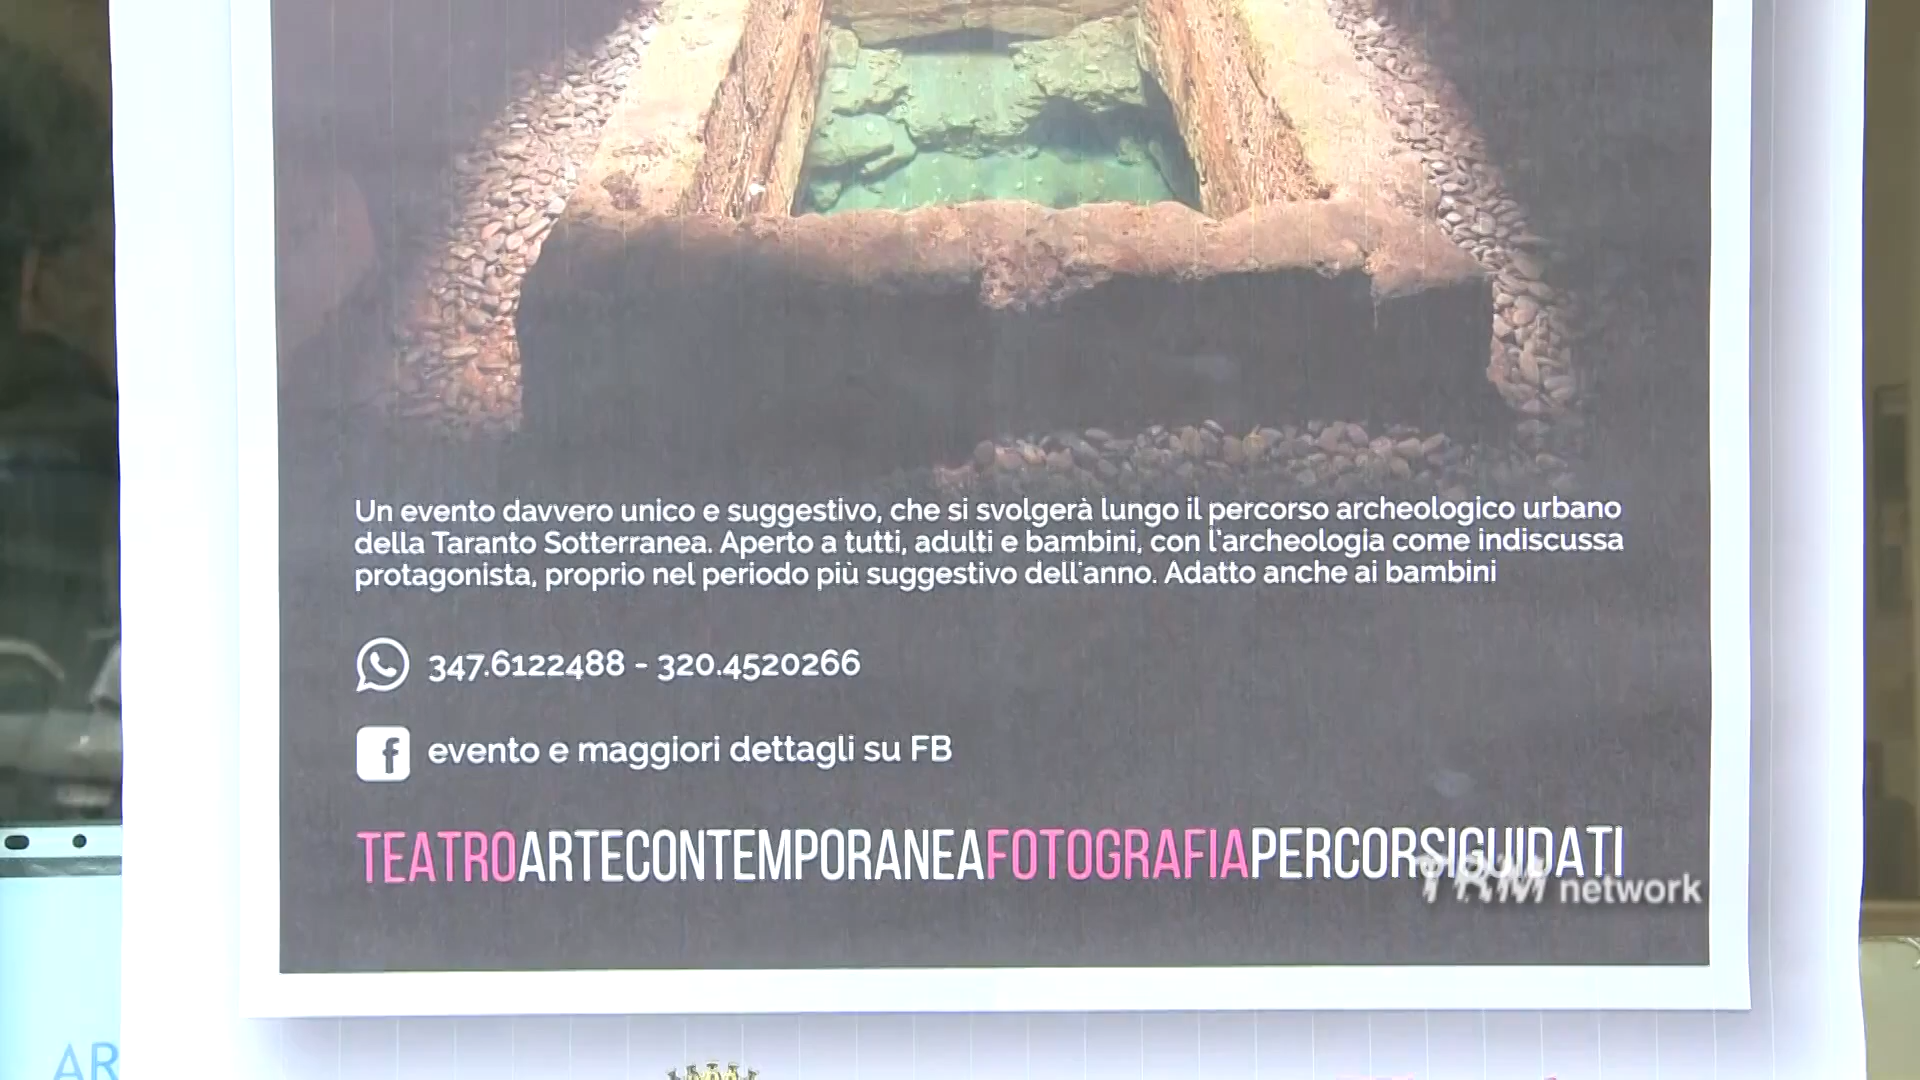 Un evento davvero unico e suggestivo, che si svolgerà lungo il percorso archeologico urbano
della Taranto Sotterranea. Aperto a tutti, adulti e bambini, con l'archeologia come indiscussa
protagonista, proprio nel periodo più suggestivo dell'anno. Adatto anche ai bambini
347.6122488 - 320.4520266
evento e maggiori dettagli su FB
TEATROARTECONTEMPORANEAFOTOGRAFIAPERCORSIGUIDATI
TRM network
AR